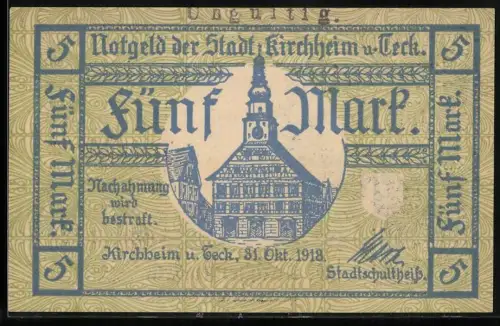 Ungültig.
5 Notgeld der Stadt Kirchheim u. Teck. 5
Fünf Mark.
Fünf Mark.
Fünf Mark.
Nachahmung
wird
bestraft.
Kirchheim u. Teck, 31. Okt. 1918.
Stadtschultheiß.
5 5